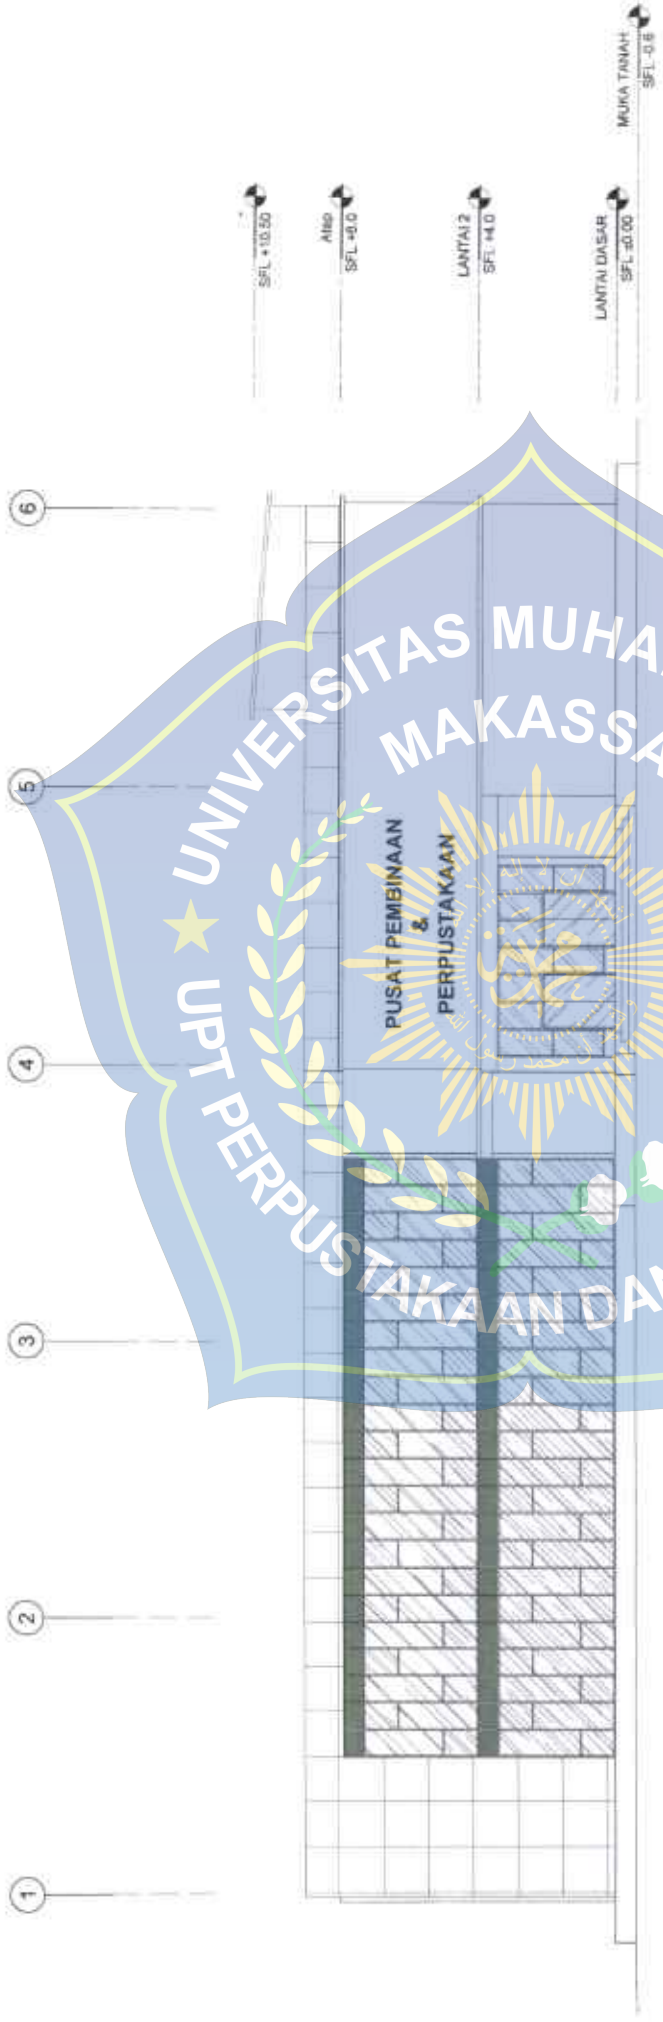 1
2
3
4
5
6
SFL +10.50
Atap
SFL +8.0
LANTAI 2
SFL +4.0
LANTAI DASAR
SFL ±0.00
MUKA TANAH
SFL -0.6
PUSAT PEMBINAAN
&
PERPUSTAKAAN
UNIVERSITAS MUHA
MAKASSA
UPT PERPUSTAKAAN DAN